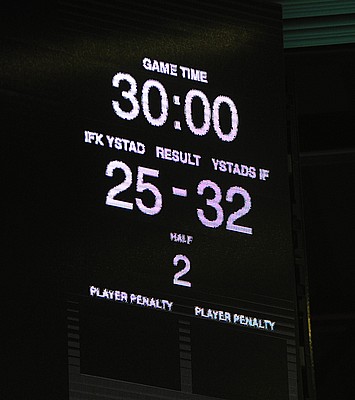 GAME TIME
30:00
IFK YSTAD RESULT YSTADS IF
25 - 32
HALF
2
PLAYER PENALTY PLAYER PENALTY